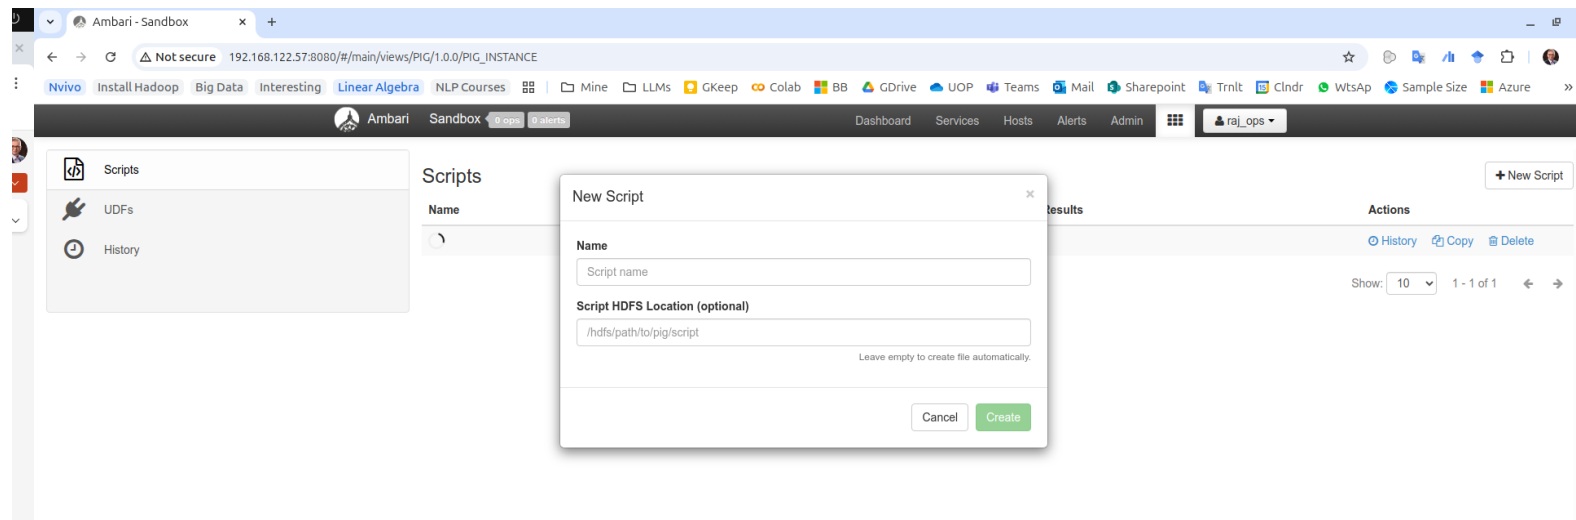 Ambari - Sandbox
Not secure 192.168.122.57:8080/#/main/views/PIG/1.0.0/PIG_INSTANCE
Nvivo Install Hadoop Big Data Interesting Linear Algebra NLP Courses Mine LLMs GKeep Colab BB GDrive UOP Teams Mail Sharepoint Trnlt Clndr WtsAp Sample Size Azure »
Ambari Sandbox 0 ops 0 alerts Dashboard Services Hosts Alerts Admin raj_ops
Scripts
UDFs
History
Scripts
+ New Script
Name
Results
Actions
History Copy Delete
Show: 10 1 - 1 of 1
New Script ×
Name
Script name
Script HDFS Location (optional)
/hdfs/path/to/pig/script
Leave empty to create file automatically.
Cancel Create